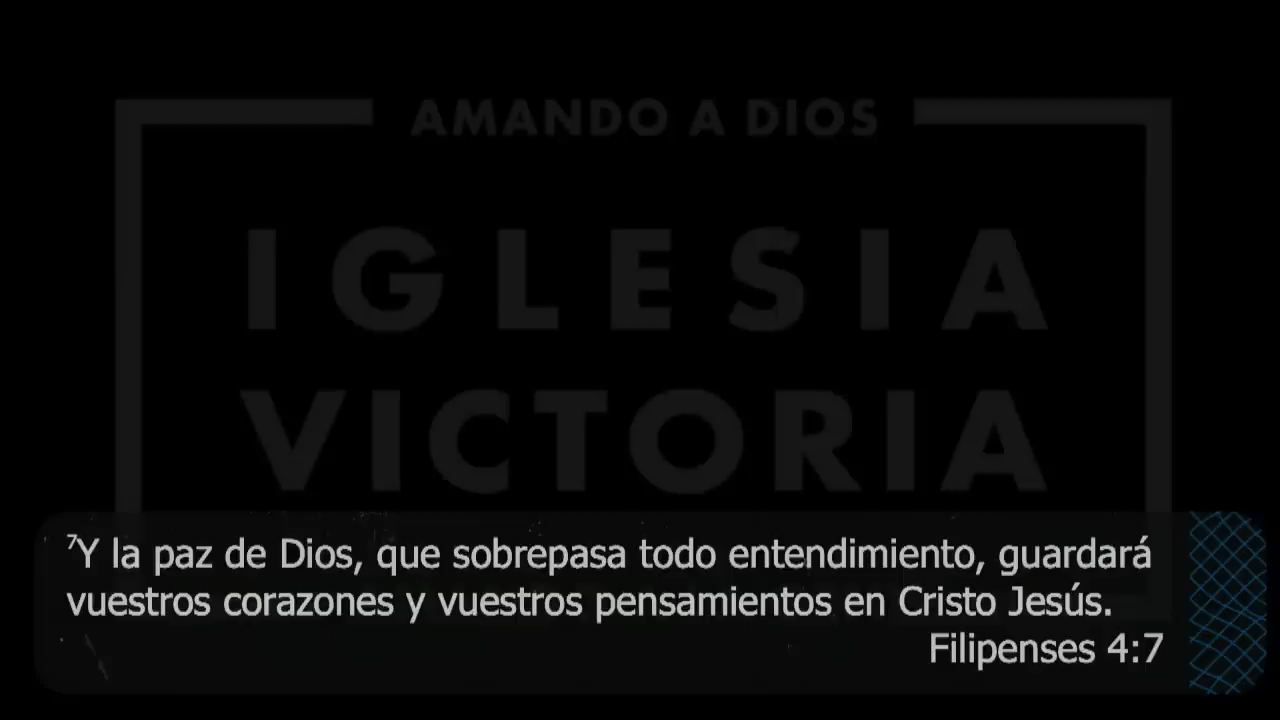 AMANDO A DIOS
IGLESIA
VICTORIA
⁷Y la paz de Dios, que sobrepasa todo entendimiento, guardará
vuestros corazones y vuestros pensamientos en Cristo Jesús.
Filipenses 4:7